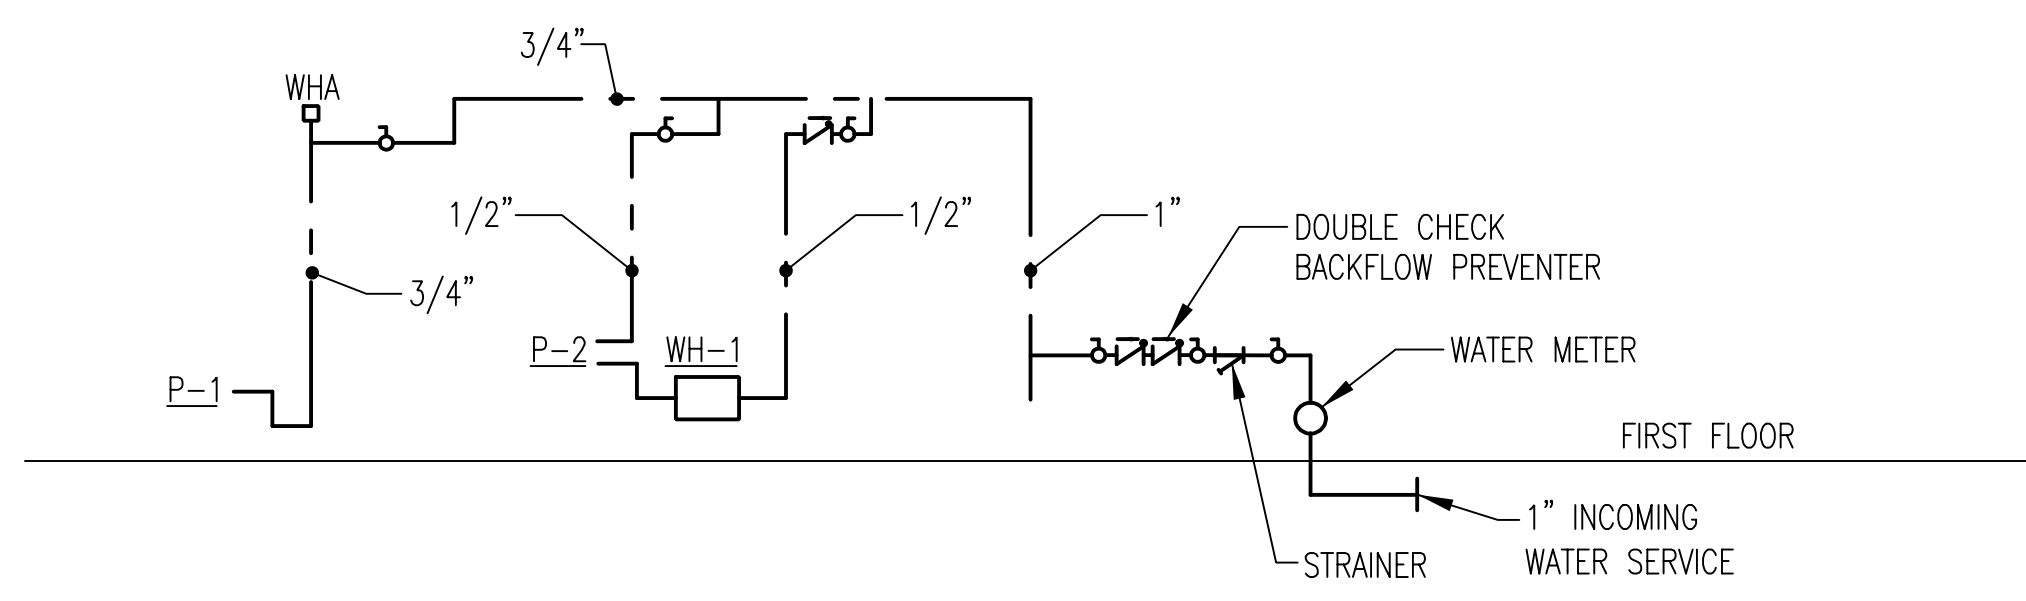 3/4”
WHA
1/2”
1/2”
1”
DOUBLE CHECK
BACKFLOW PREVENTER
3/4”
P-2
WH-1
WATER METER
P-1
FIRST FLOOR
1” INCOMING
WATER SERVICE
STRAINER